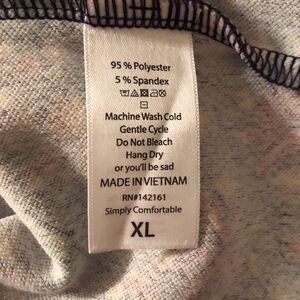 95% Polyester
5% Spandex
Machine Wash Cold
Gentle Cycle
Do Not Bleach
Hang Dry
or you'll be sad
MADE IN VIETNAM
RN#142161
Simply Comfortable
XL